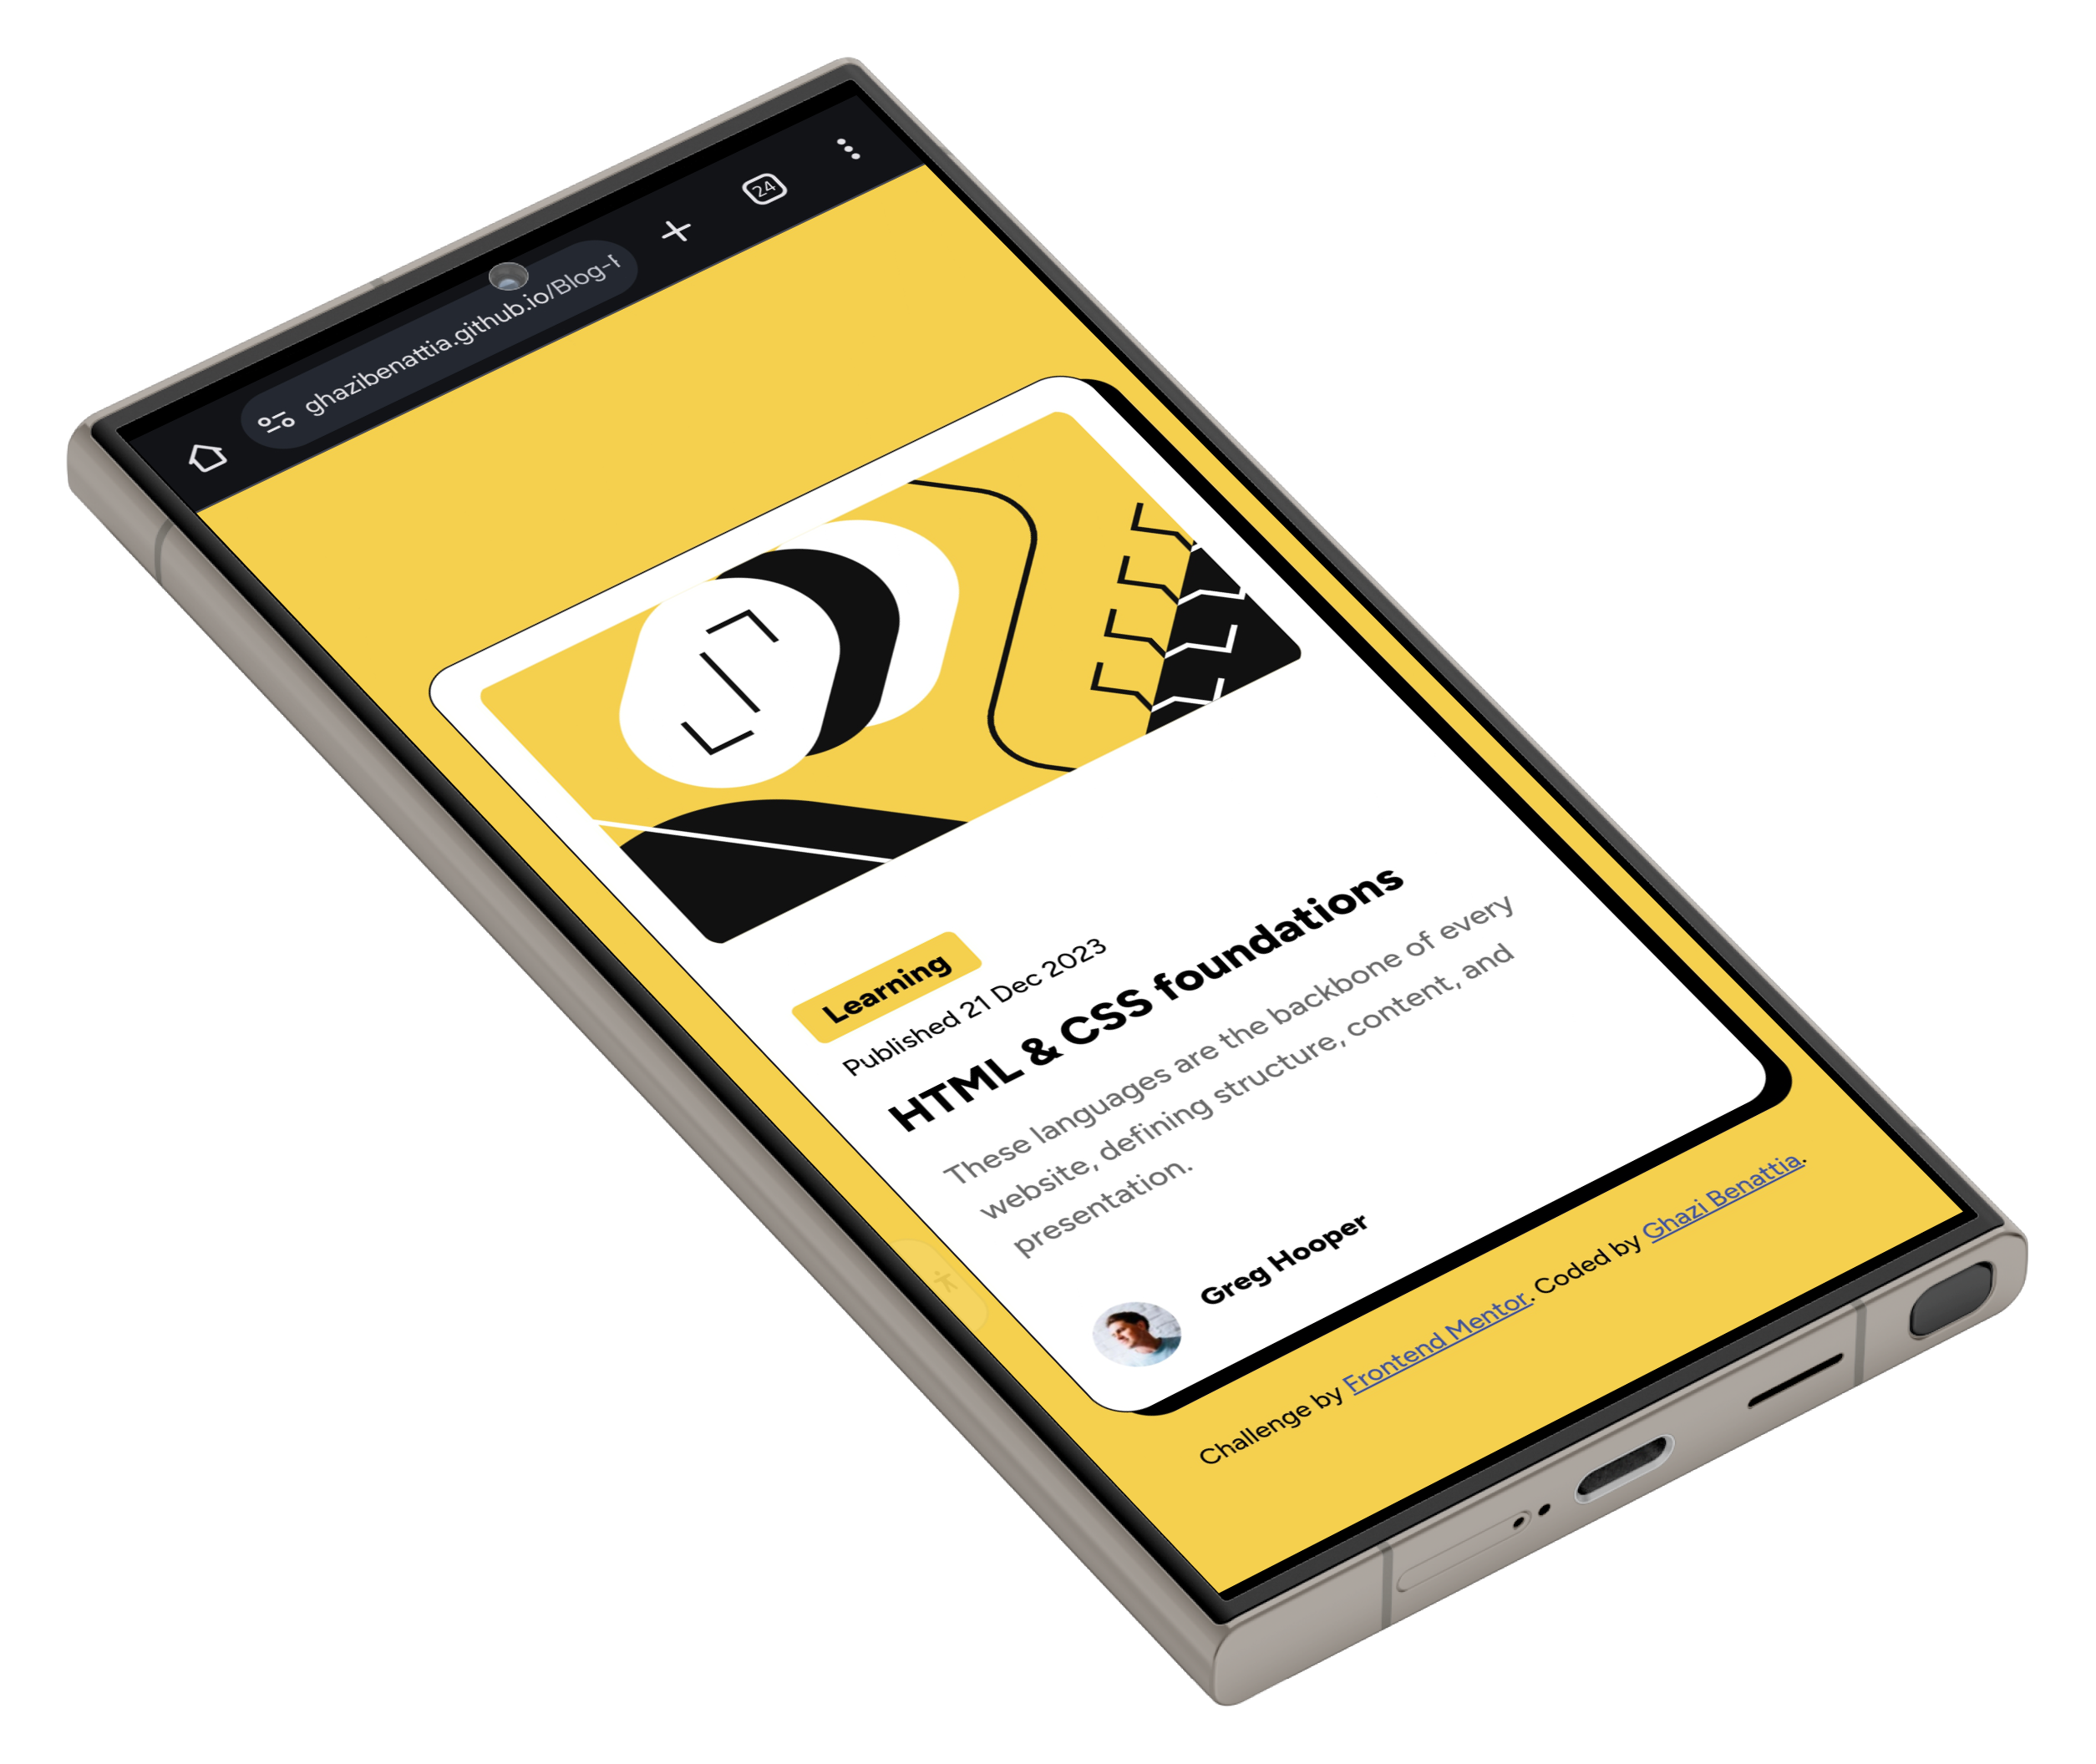 ghazibenattia.github.io/Blog-
24
Learning
Published 21 Dec 2023
HTML & CSS foundations
These languages are the backbone of every
website, defining structure, content, and
presentation.
Greg Hooper
Challenge by Frontend Mentor. Coded by Ghazi Benattia.